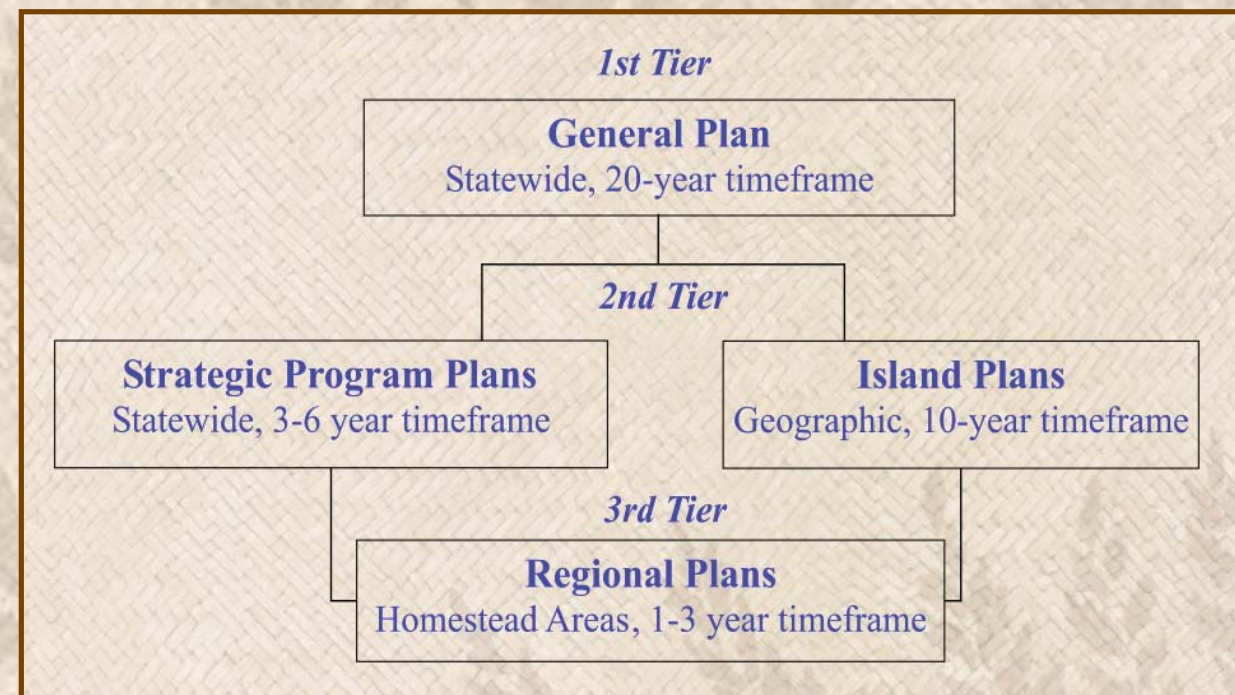 1st Tier
General Plan
Statewide, 20-year timeframe
2nd Tier
Strategic Program Plans
Statewide, 3-6 year timeframe
Island Plans
Geographic, 10-year timeframe
3rd Tier
Regional Plans
Homestead Areas, 1-3 year timeframe